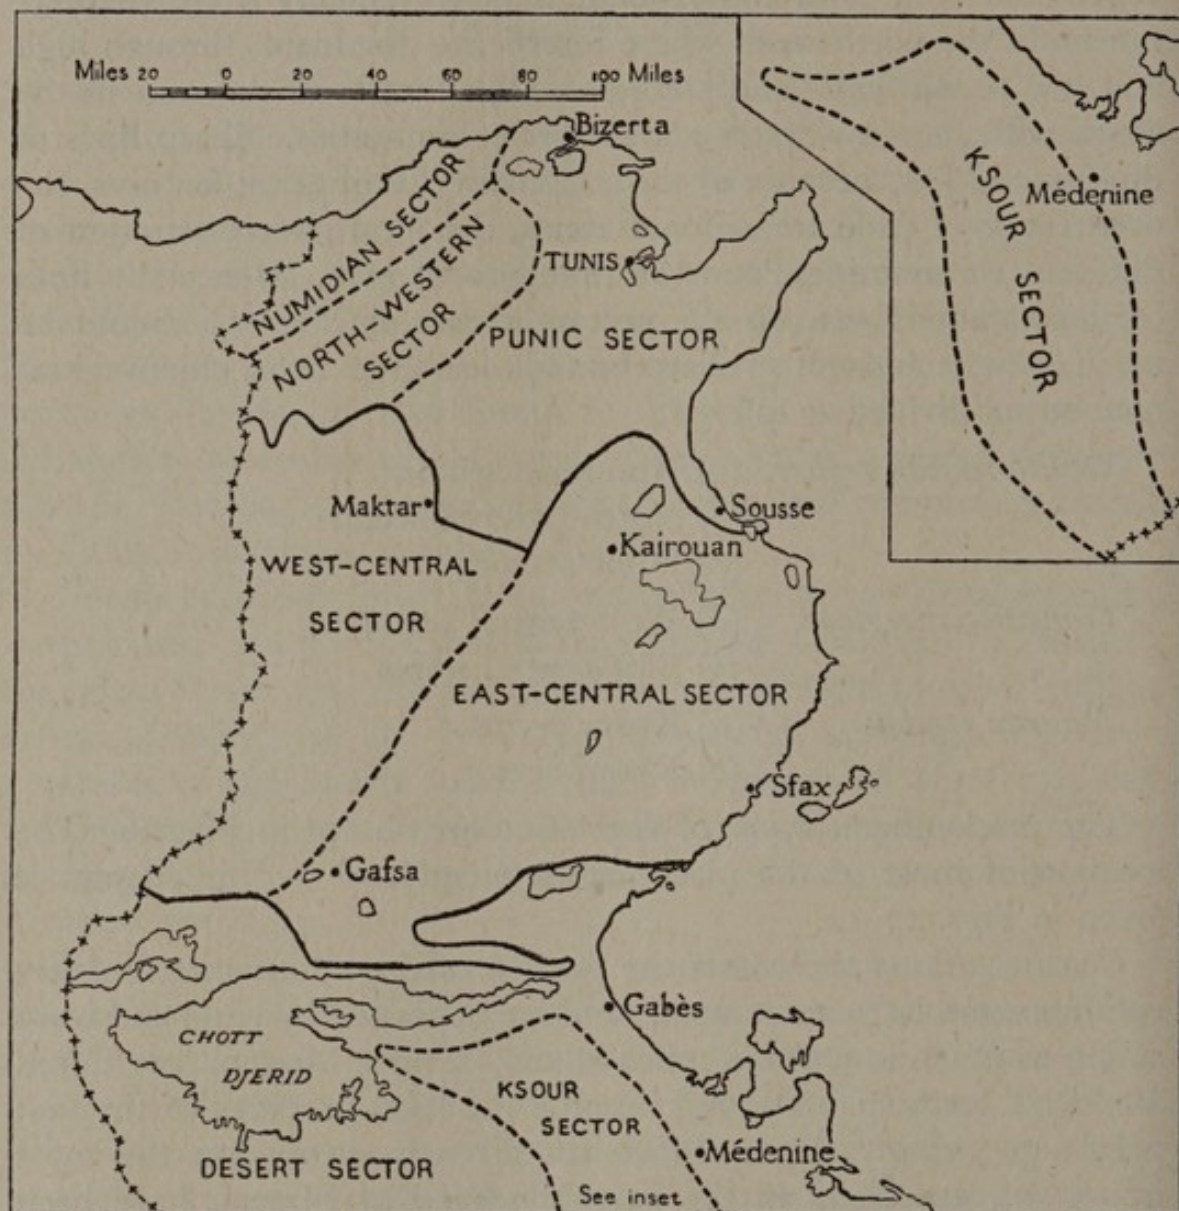 Miles 20 0 20 40 60 80 100 Miles
Bizerta
NUMIDIAN SECTOR
NORTH-WESTERN
SECTOR
TUNIS
PUNIC SECTOR
KSOUR
SECTOR
Médenine
Maktar
Sousse
Kairouan
WEST-CENTRAL
SECTOR
EAST-CENTRAL SECTOR
Sfax
Gafsa
Gabès
CHOTT
DJERID
KSOUR
SECTOR
Médenine
DESERT SECTOR
See inset